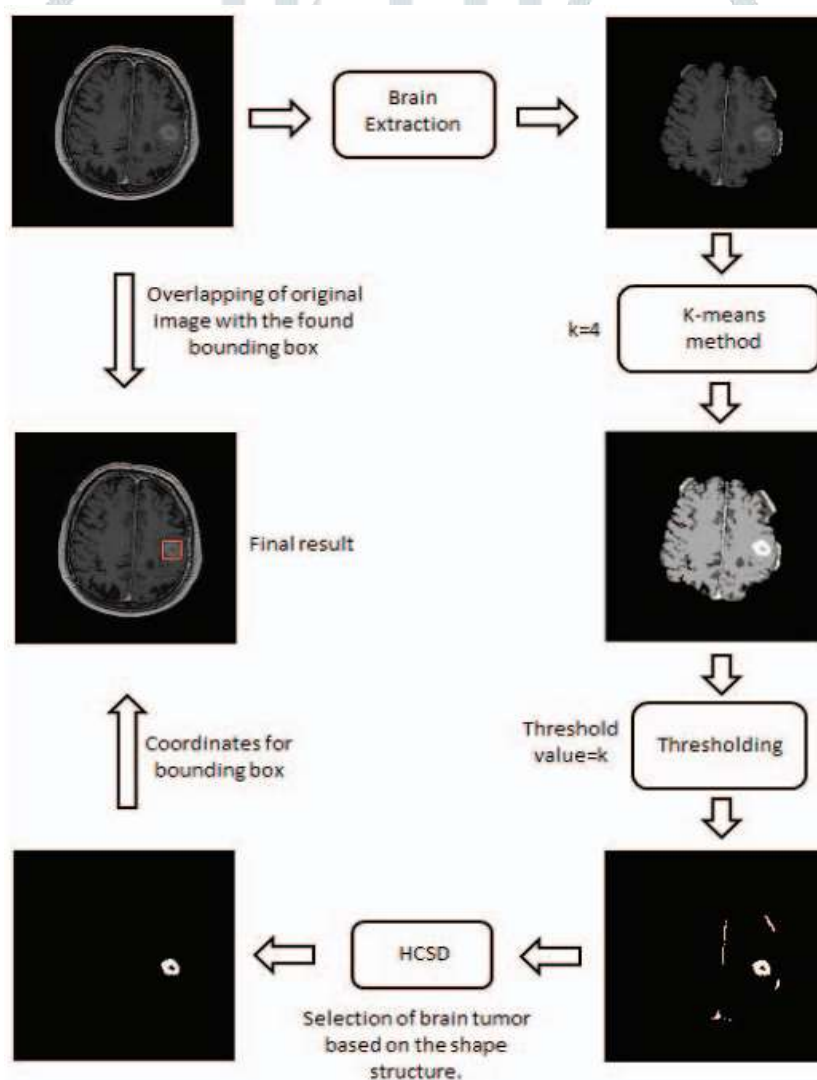 Brain
Extraction
Overlapping of original
image with the found
bounding box
k=4
K-means
method
Final result
Threshold
value=k
Thresholding
Coordinates for
bounding box
HCSD
Selection of brain tumor
based on the shape
structure.